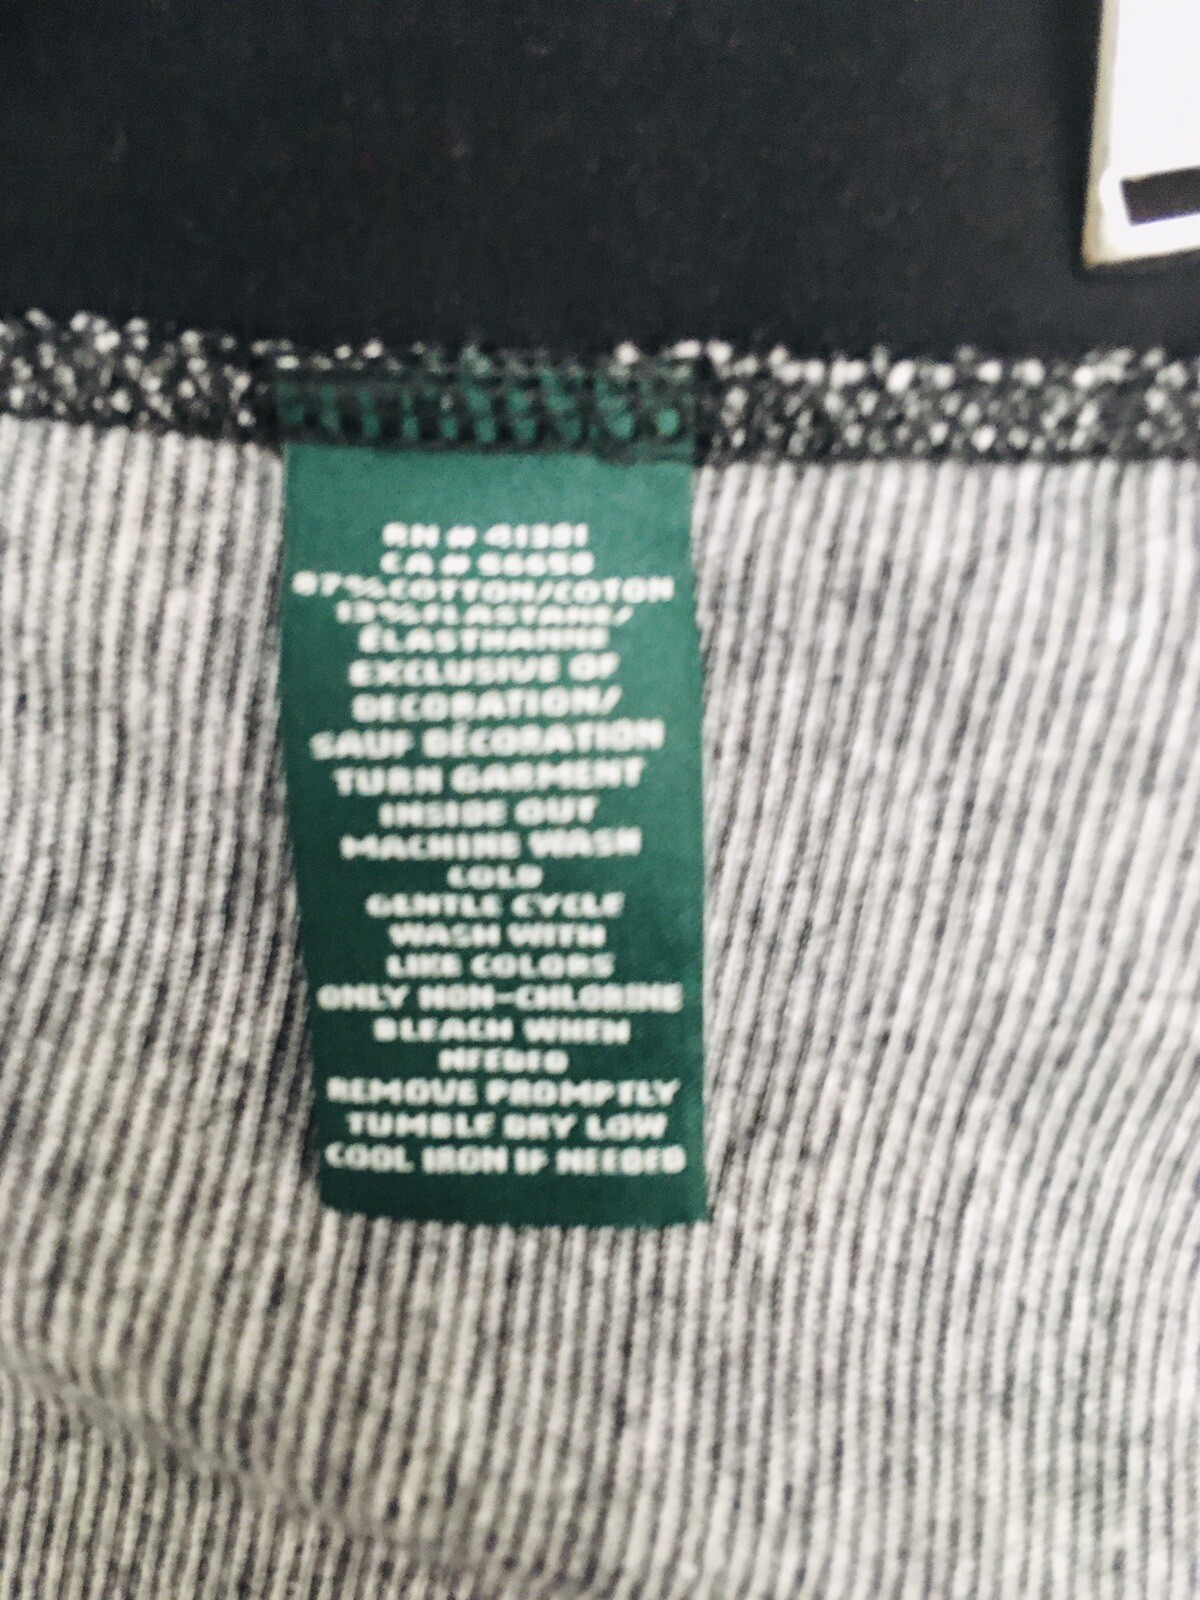 RN # 41381
CA # 56658
87%COTTON/COTON
13%ELASTANE/
ÉLASTHANNE
EXCLUSIVE OF
DECORATION/
SAUF DÉCORATION
TURN GARMENT
INSIDE OUT
MACHINE WASH
COLD
GENTLE CYCLE
WASH WITH
LIKE COLORS
ONLY NON-CHLORINE
BLEACH WHEN
NEEDED
REMOVE PROMPTLY
TUMBLE DRY LOW
COOL IRON IF NEEDED